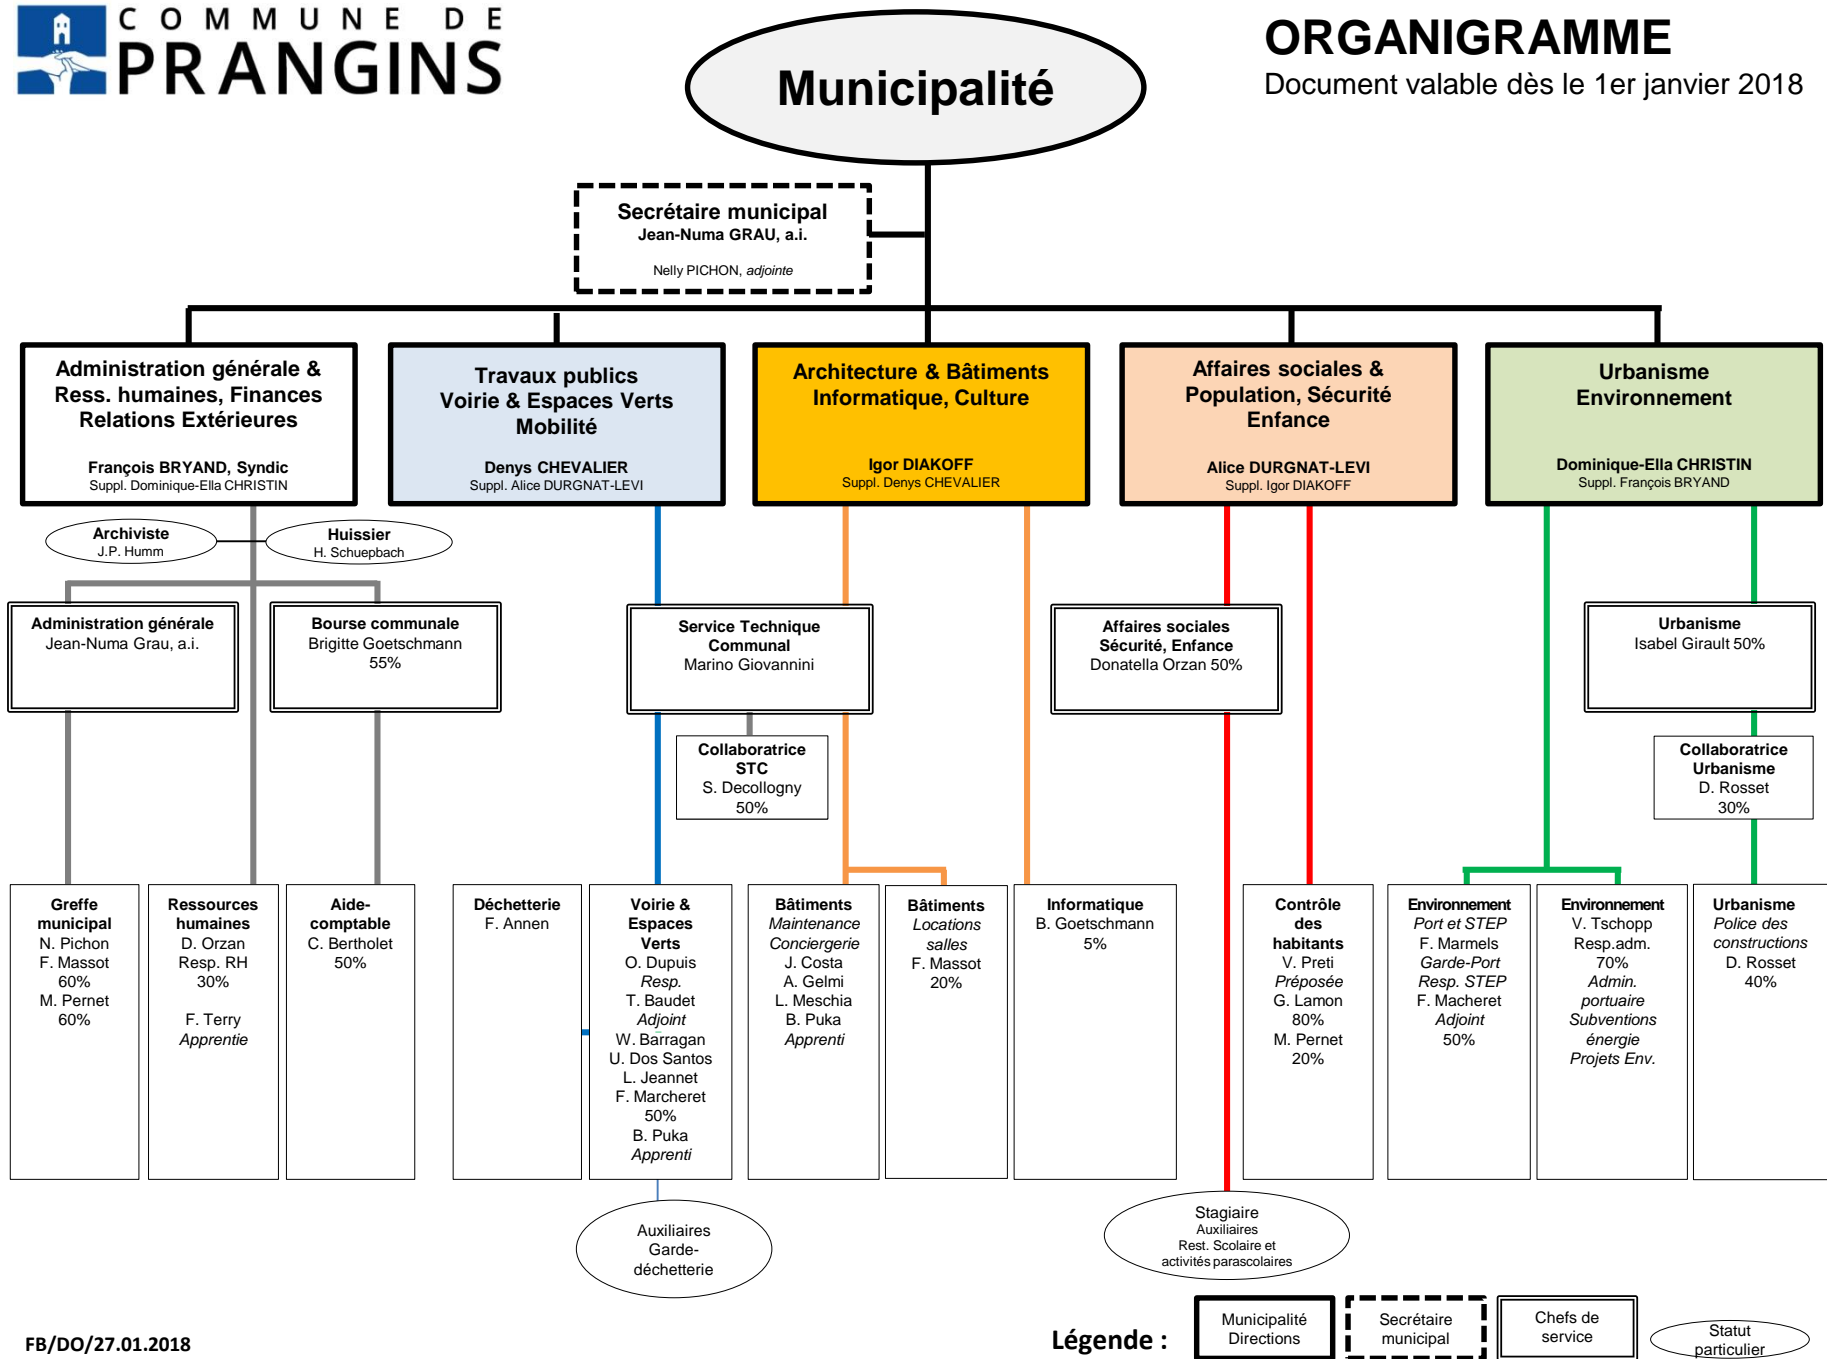 COMMUNE DE
PRANGINS
Municipalité
ORGANIGRAMME
Document valable dès le 1er janvier 2018
Secrétaire municipal
Jean-Numa GRAU, a.i.
Nelly PICHON, adjointe
Administration générale &
Ress. humaines, Finances
Relations Extérieures
François BRYAND, Syndic
Suppl. Dominique-Ella CHRISTIN
Travaux publics
Voirie & Espaces Verts
Mobilité
Denys CHEVALIER
Suppl. Alice DURGNAT-LEVI
Architecture & Bâtiments
Informatique, Culture
Igor DIAKOFF
Suppl. Denys CHEVALIER
Affaires sociales &
Population, Sécurité
Enfance
Alice DURGNAT-LEVI
Suppl. Igor DIAKOFF
Urbanisme
Environnement
Dominique-Ella CHRISTIN
Suppl. François BRYAND
Archiviste
J.P. Humm
Huissier
H. Schuepbach
Administration générale
Jean-Numa Grau, a.i.
Bourse communale
Brigitte Goetschmann
55%
Service Technique
Communal
Marino Giovannini
Affaires sociales
Sécurité, Enfance
Donatella Orzan 50%
Urbanisme
Isabel Girault 50%
Collaboratrice
STC
S. Decollogny
50%
Collaboratrice
Urbanisme
D. Rosset
30%
Greffe
municipal
N. Pichon
F. Massot
60%
M. Pernet
60%
Ressources
humaines
D. Orzan
Resp. RH
30%
F. Terry
Apprentie
Aide-
comptable
C. Bertholet
50%
Déchetterie
F. Annen
Voirie &
Espaces
Verts
O. Dupuis
Resp.
T. Baudet
Adjoint
W. Barragan
U. Dos Santos
L. Jeannet
F. Marcheret
50%
B. Puka
Apprenti
Bâtiments
Maintenance
Conciergerie
J. Costa
A. Gelmi
L. Meschia
B. Puka
Apprenti
Bâtiments
Locations
salles
F. Massot
20%
Informatique
B. Goetschmann
5%
Contrôle
des
habitants
V. Preti
Préposée
G. Lamon
80%
M. Pernet
20%
Environnement
Port et STEP
F. Marmels
Garde-Port
Resp. STEP
F. Macheret
Adjoint
50%
Environnement
V. Tschopp
Resp.adm.
70%
Admin.
portuaire
Subventions
énergie
Projets Env.
Urbanisme
Police des
constructions
D. Rosset
40%
Auxiliaires
Garde-
déchetterie
Stagiaire
Auxiliaires
Rest. Scolaire et
activités parascolaires
FB/DO/27.01.2018
Légende :
Municipalité
Directions
Secrétaire
municipal
Chefs de
service
Statut
particulier